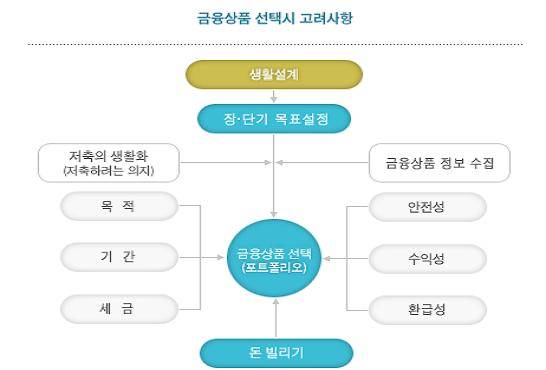 금융상품 선택시 고려사항
생활설계
장·단기 목표설정
저축의 생활화
(저축하려는 의지)
금융상품 정보 수집
목 적
안전성
금융상품 선택
(포트폴리오)
기 간
수익성
세 금
환급성
돈 빌리기